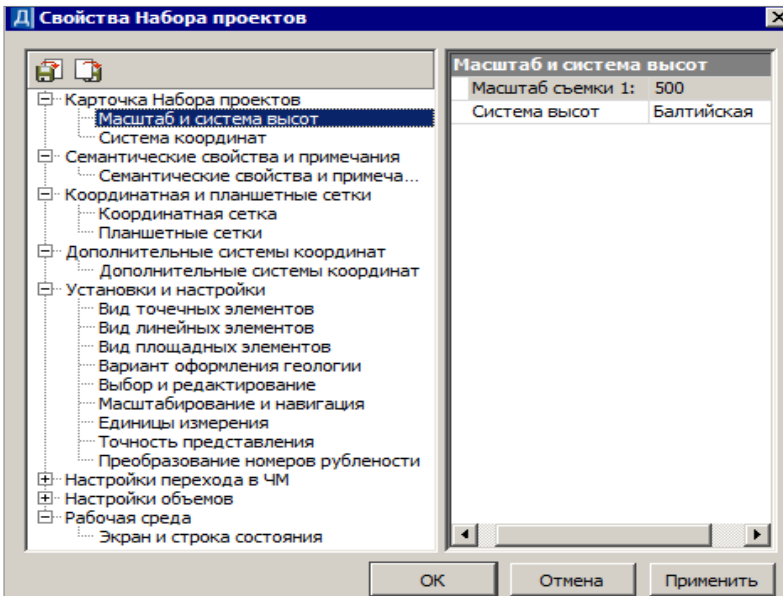 Д Свойства Набора проектов
Карточка Набора проектов
Масштаб и система высот
Система координат
Семантические свойства и примечания
Семантические свойства и примеча...
Координатная и планшетные сетки
Координатная сетка
Планшетные сетки
Дополнительные системы координат
Дополнительные системы координат
Установки и настройки
Вид точечных элементов
Вид линейных элементов
Вид площадных элементов
Вариант оформления геологии
Выбор и редактирование
Масштабирование и навигация
Единицы измерения
Точность представления
Преобразование номеров рублености
Настройки перехода в ЧМ
Настройки объемов
Рабочая среда
Экран и строка состояния
Масштаб и система высот
Масштаб съемки 1: 500
Система высот Балтийская
ОК Отмена Применить